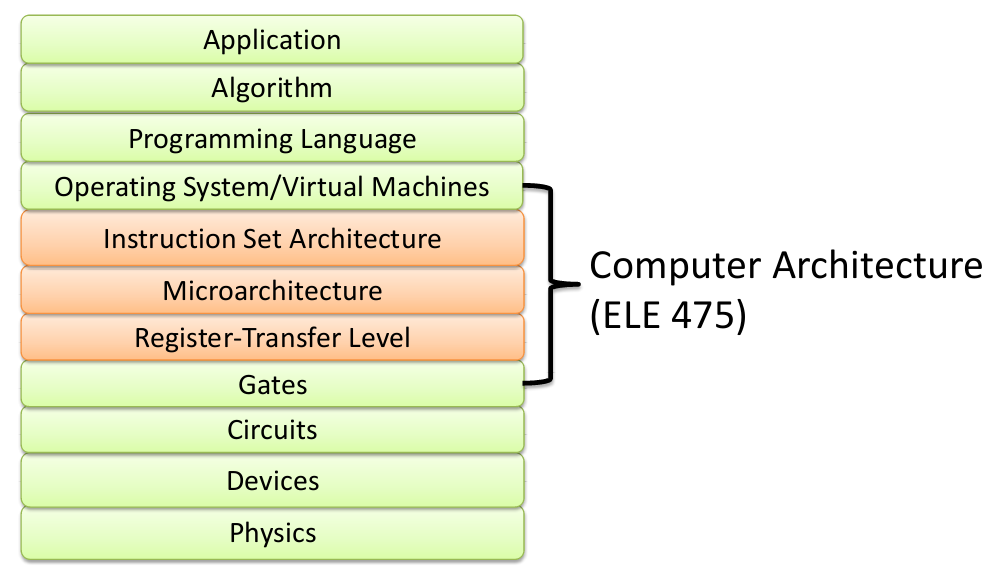 Application
Algorithm
Programming Language
Operating System/Virtual Machines
Instruction Set Architecture
Microarchitecture
Register-Transfer Level
Gates
Circuits
Devices
Physics
Computer Architecture
(ELE 475)